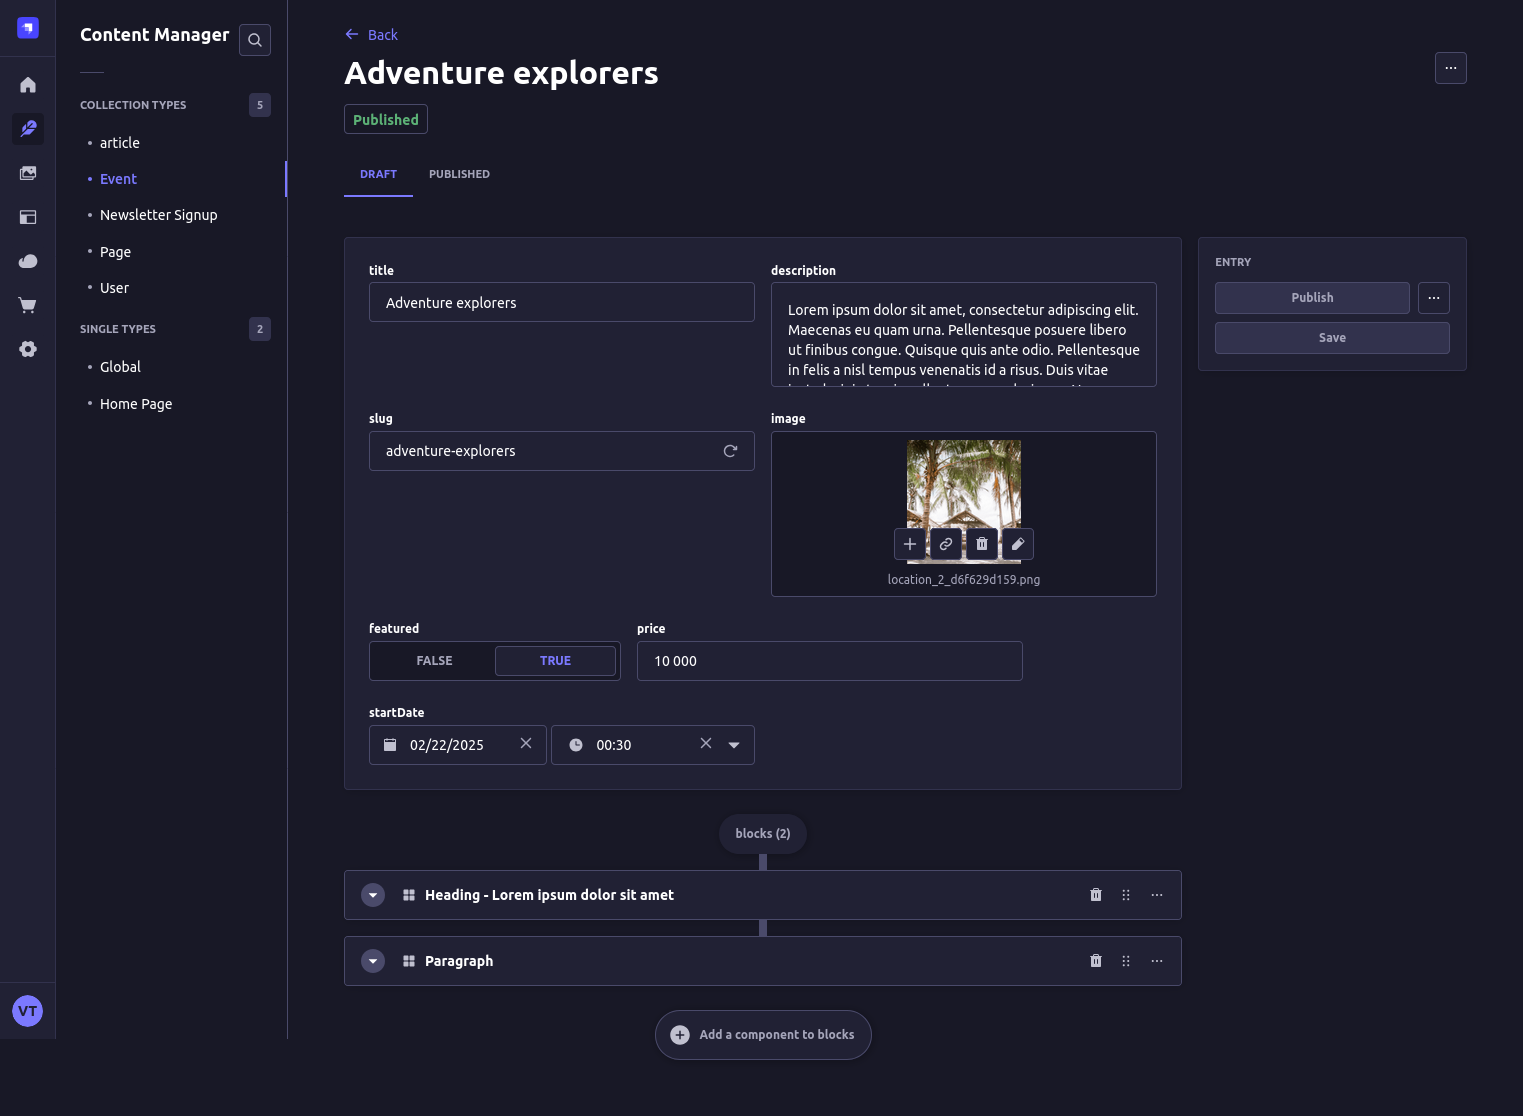 Content Manager
COLLECTION TYPES 5
article
Event
Newsletter Signup
Page
User
SINGLE TYPES 2
Global
Home Page
VT
Back
Adventure explorers
Published
DRAFT PUBLISHED
title
Adventure explorers
description
Lorem ipsum dolor sit amet, consectetur adipiscing elit.
Maecenas eu quam urna. Pellentesque posuere libero
ut finibus congue. Quisque quis ante odio. Pellentesque
in felis a nisl tempus venenatis id a risus. Duis vitae
slug
adventure-explorers
image
location_2_d6f629d159.png
featured
FALSE TRUE
price
10 000
startDate
02/22/2025 00:30
ENTRY
Publish
Save
blocks (2)
Heading - Lorem ipsum dolor sit amet
Paragraph
Add a component to blocks